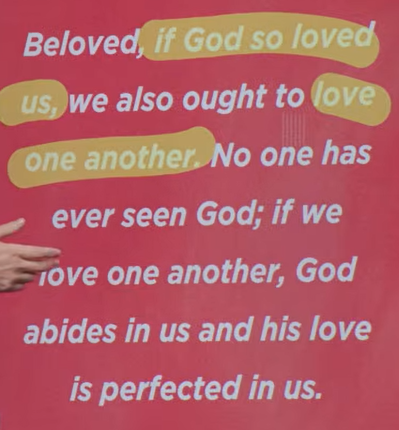 Beloved, if God so loved
us, we also ought to love
one another. No one has
ever seen God; if we
love one another, God
abides in us and his love
is perfected in us.